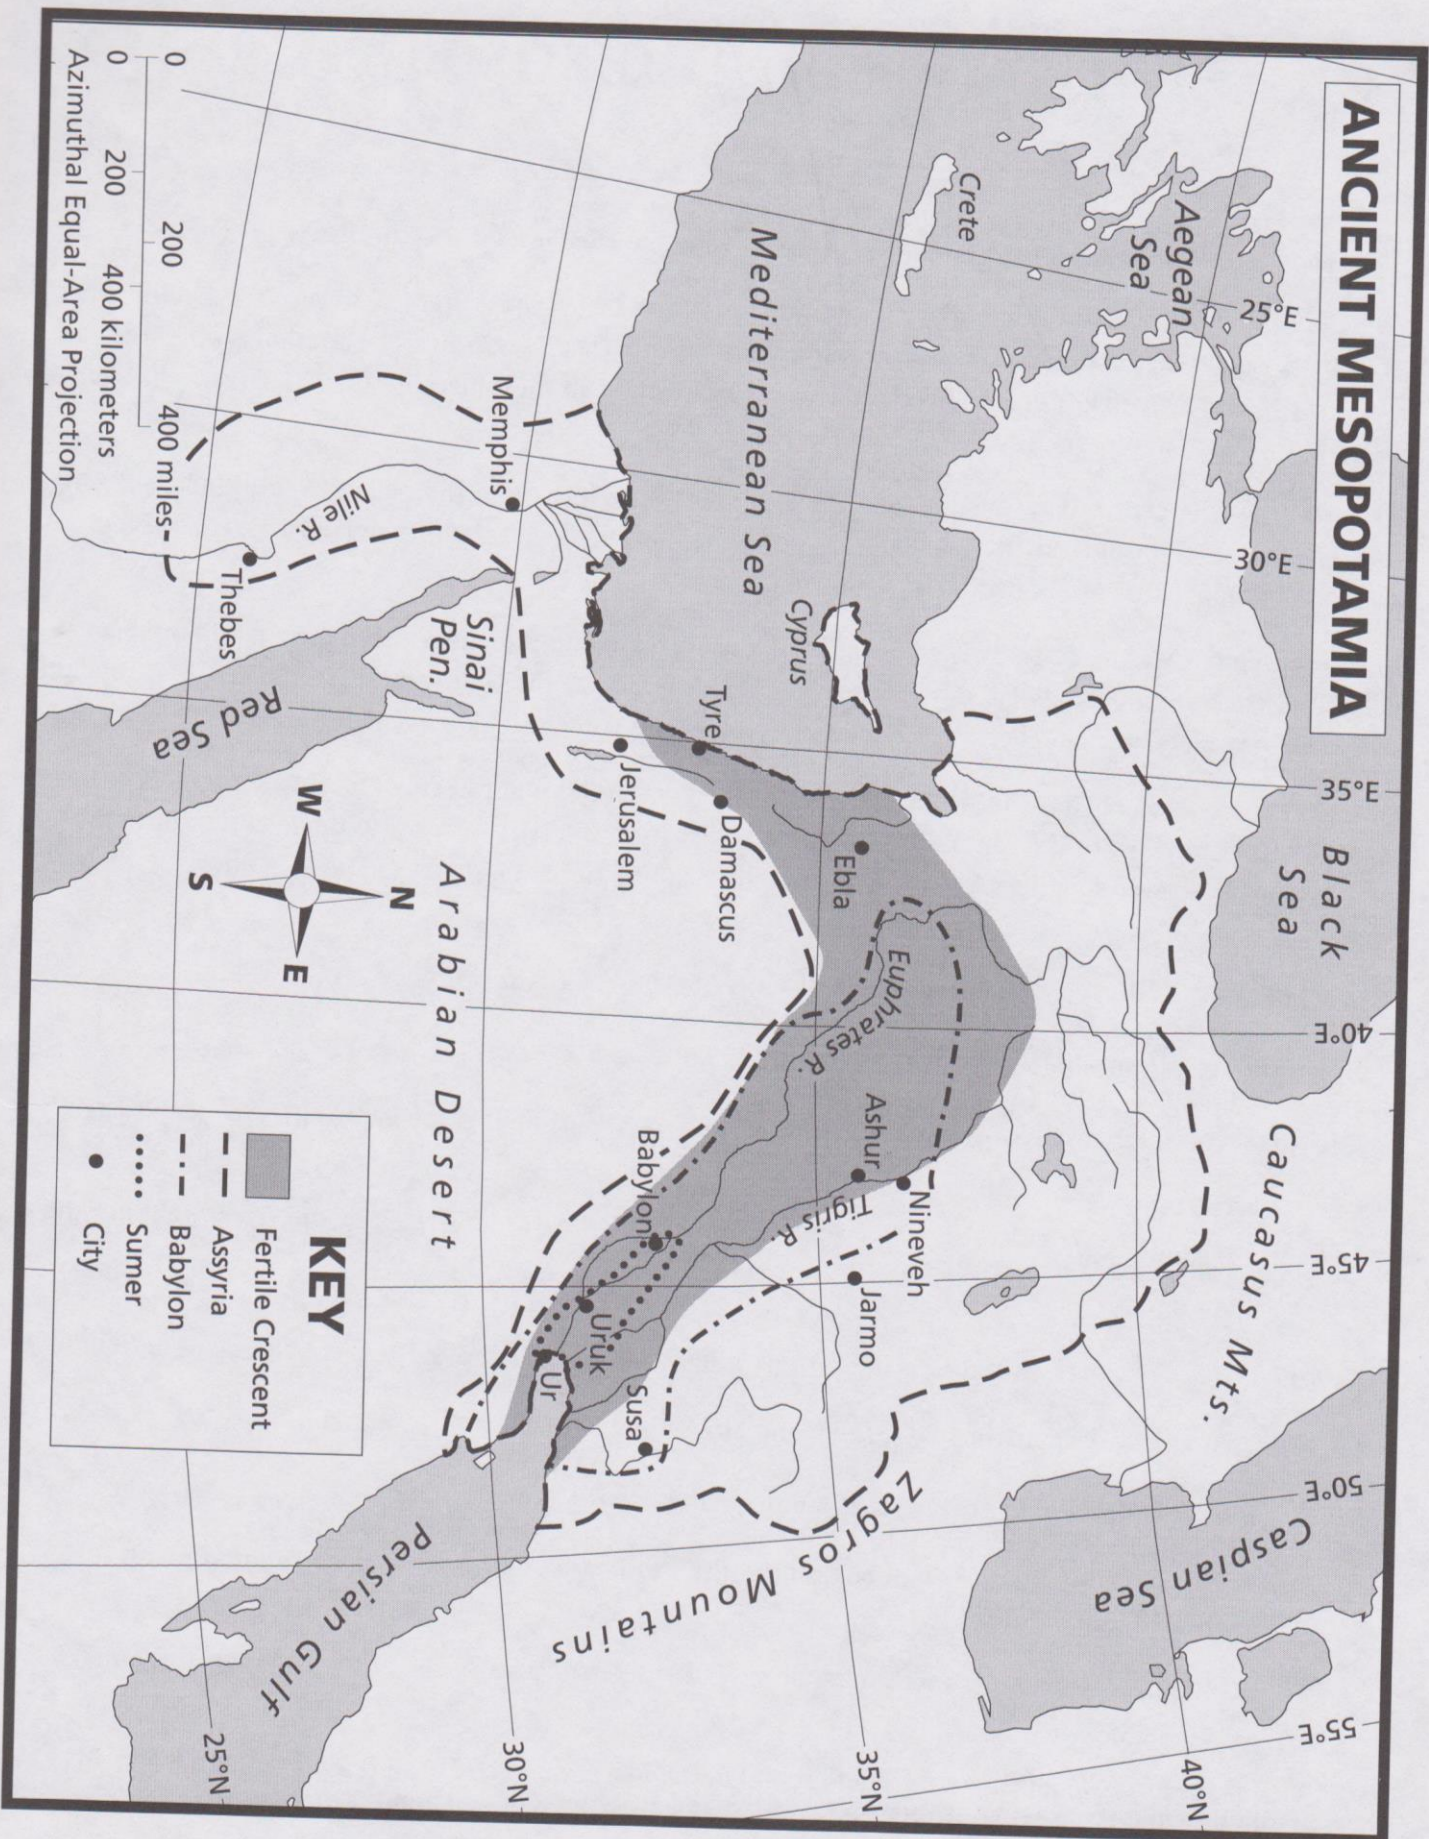 ANCIENT MESOPOTAMIA
Aegean
Sea
25°E
30°E
35°E
40°E
45°E
50°E
55°E
Black
Sea
Caucasus Mts.
Caspian Sea
40°N
Crete
Mediterranean Sea
Cyprus
Tyre
Damascus
Jerusalem
Ebla
Euphrates R.
Ashur
Nineveh
Tigris R.
Jarmo
35°N
Zagros Mountains
Babylon
Uruk
Ur
Susa
Memphis
Nile R.
Thebes
Sinai
Pen.
Red Sea
Arabian Desert
30°N
Persian Gulf
25°N
N
W
E
S
0 200 400 miles
0 200 400 kilometers
Azimuthal Equal-Area Projection
KEY
Fertile Crescent
Assyria
Babylon
Sumer
City